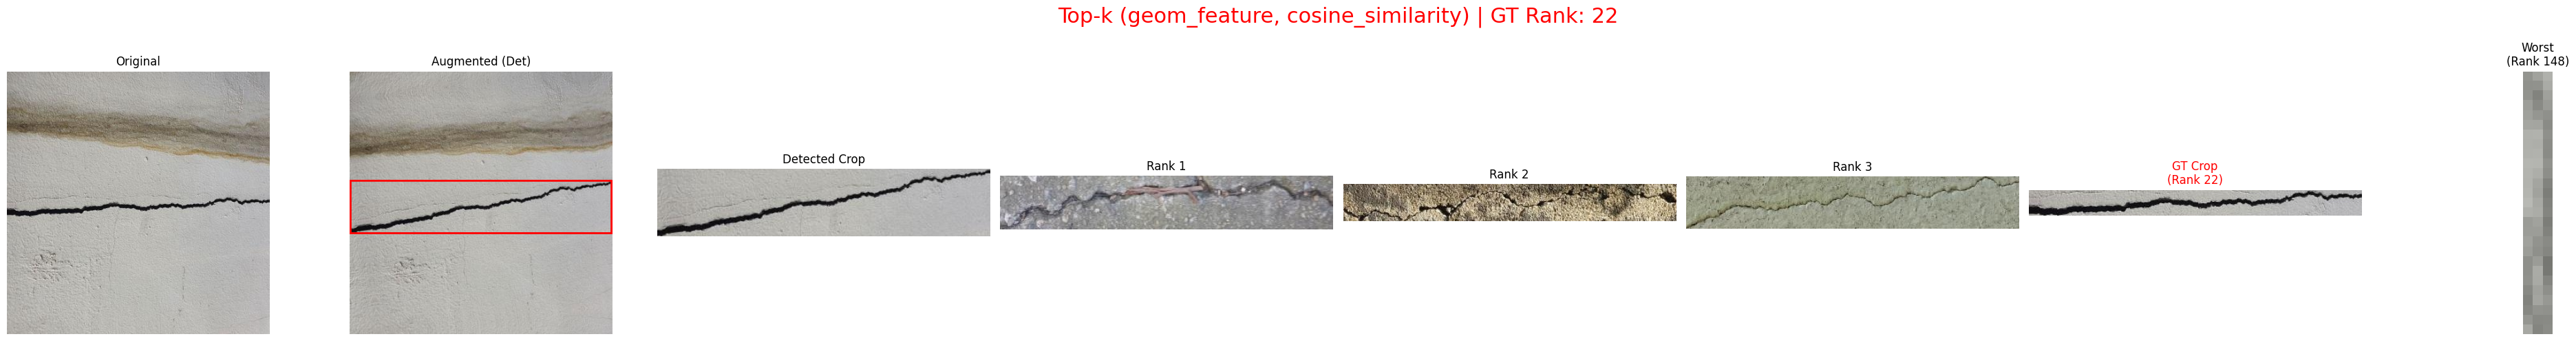 Top-k (geom_feature, cosine_similarity) | GT Rank: 22
Original
Augmented (Det)
Detected Crop
Rank 1
Rank 2
Rank 3
GT Crop
(Rank 22)
Worst
(Rank 148)